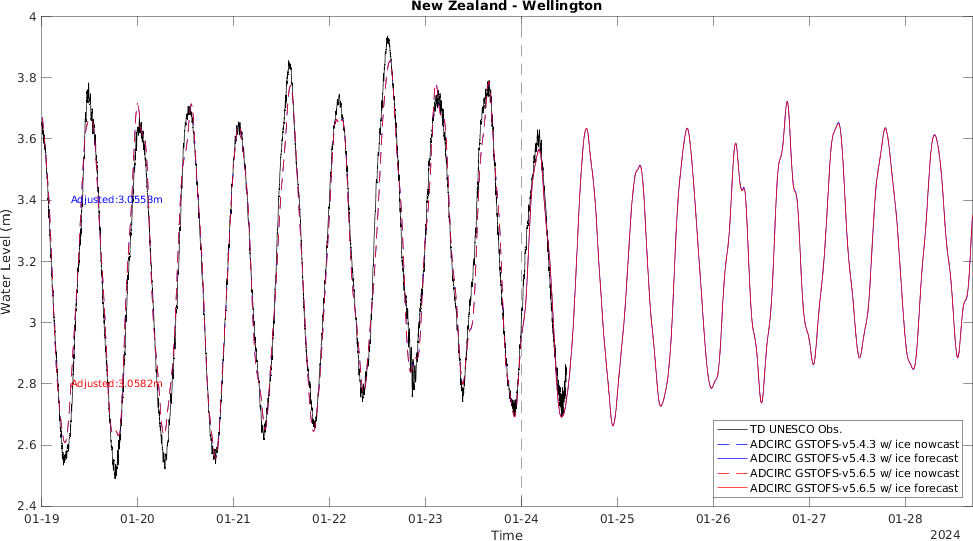 New Zealand - Wellington
4
3.8
3.6
3.4
3.2
3
2.8
2.6
2.4
Water Level (m)
Adjusted:3.0553m
Adjusted:3.0582m
TD UNESCO Obs.
ADCIRC GSTOFS-v5.4.3 w/ ice nowcast
ADCIRC GSTOFS-v5.4.3 w/ ice forecast
ADCIRC GSTOFS-v5.6.5 w/ ice nowcast
ADCIRC GSTOFS-v5.6.5 w/ ice forecast
01-19 01-20 01-21 01-22 01-23 01-24 01-25 01-26 01-27 01-28
Time
2024